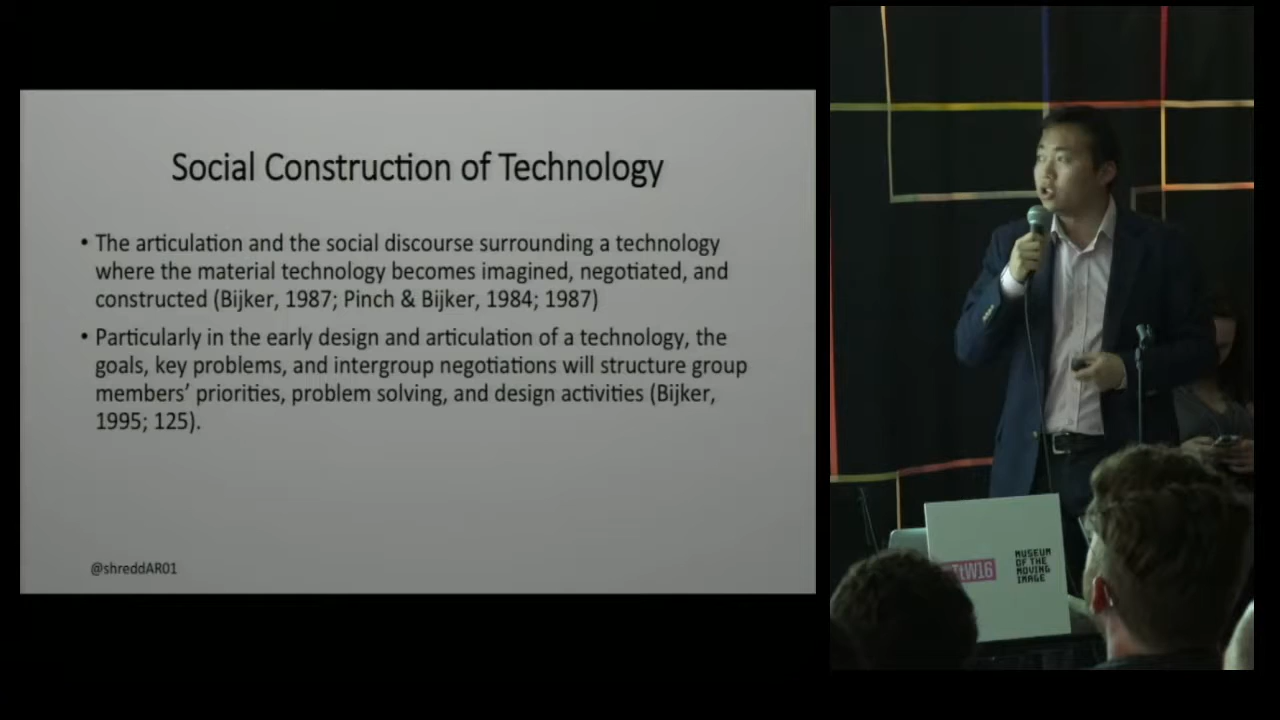 Social Construction of Technology
• The articulation and the social discourse surrounding a technology
where the material technology becomes imagined, negotiated, and
constructed (Bijker, 1987; Pinch & Bijker, 1984; 1987)
• Particularly in the early design and articulation of a technology, the
goals, key problems, and intergroup negotiations will structure group
members’ priorities, problem solving, and design activities (Bijker,
1995; 125).
@shreddAR01
TtW16
MUSEUM
OF THE
MOVING
IMAGE